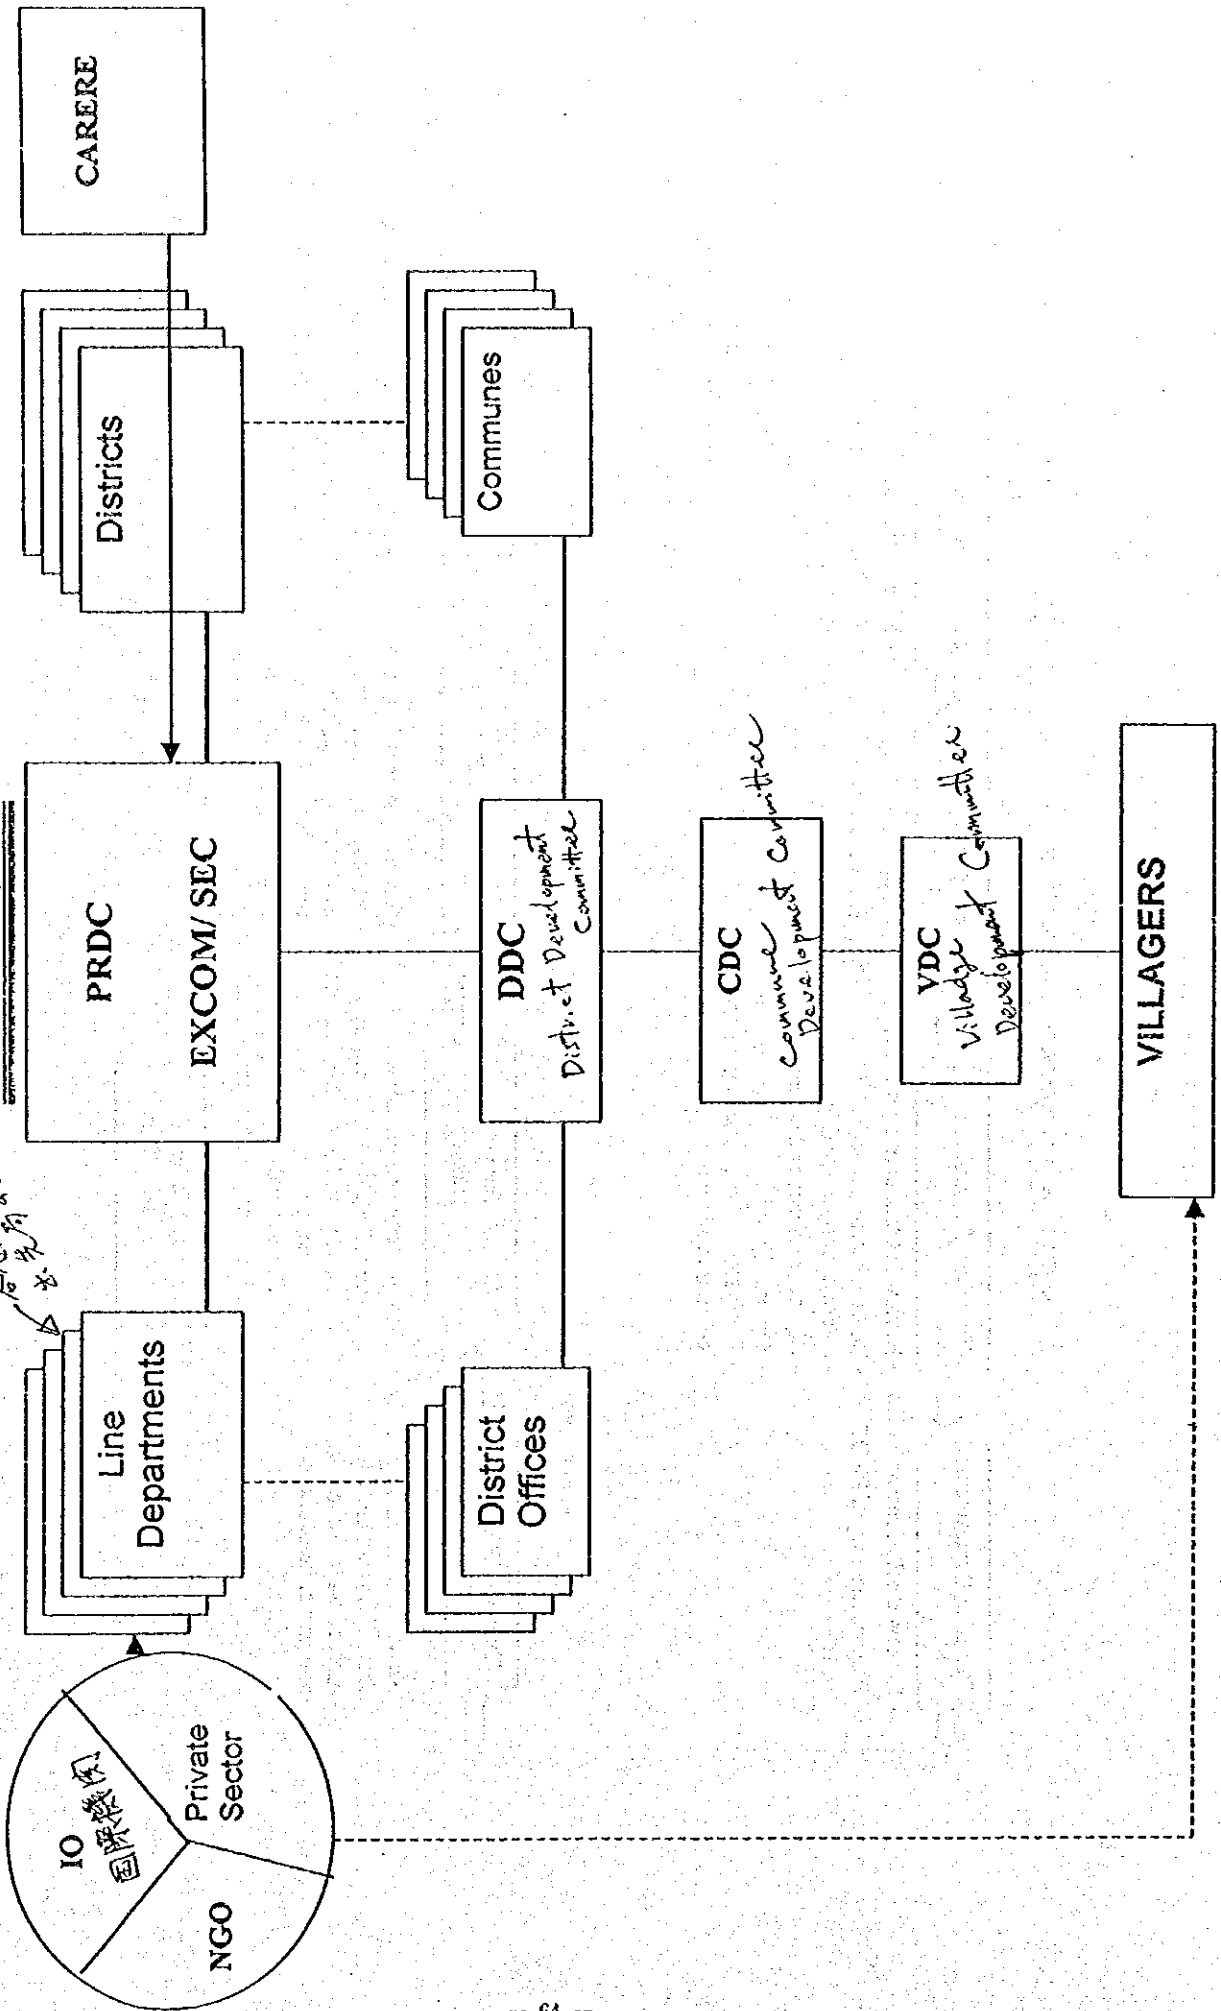 IO
国際機関
Private
Sector
NGO
Line
Departments
PRDC
EXCOM/SEC
Districts
CARERE
District
Offices
DDC
District Development
Committee
Communes
CDC
Commune
Development Committee
VDC
Villadge
Development Committee
VILLAGERS